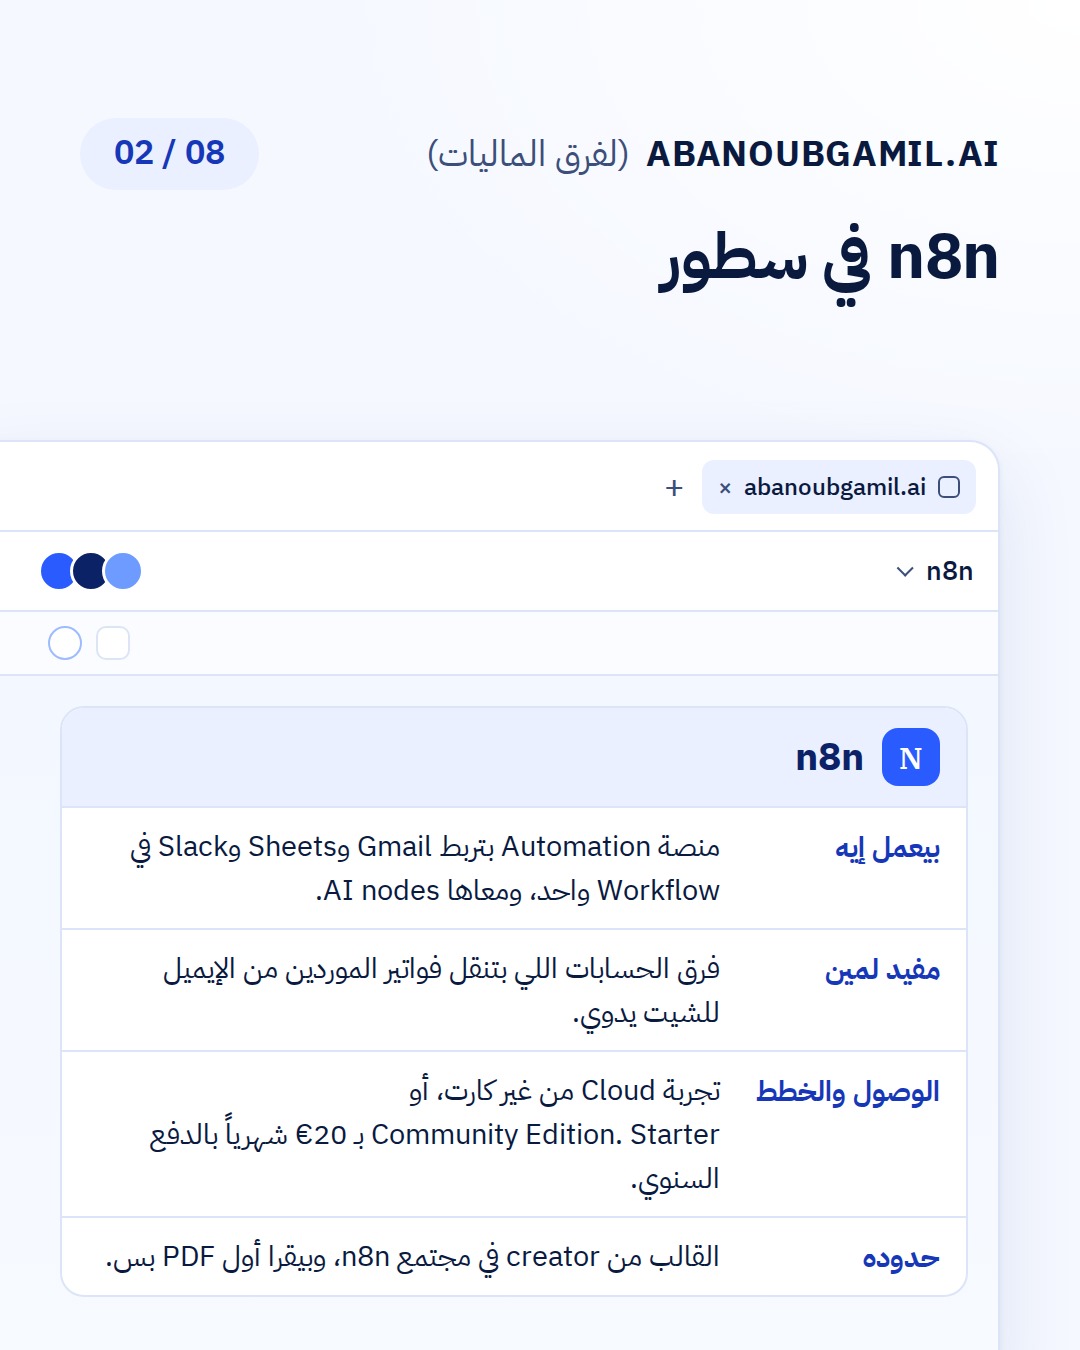 ABANOUBGAMIL.AI (لفرق الماليات)
02 / 08
n8n في سطور
abanoubgamil.ai × +
n8n
N n8n
بيعمل إيه
منصة Automation بتربط Gmail وSheets وSlack في
Workflow واحد، ومعاها AI nodes.
مفيد لمين
فرق الحسابات اللي بتنقل فواتير الموردين من الإيميل
للشيت يدوي.
الوصول والخطط
تجربة Cloud من غير كارت، أو
Community Edition. Starter بـ 20€ شهرياً بالدفع
السنوي.
حدوده
القالب من creator في مجتمع n8n، وبيقرا أول PDF بس.